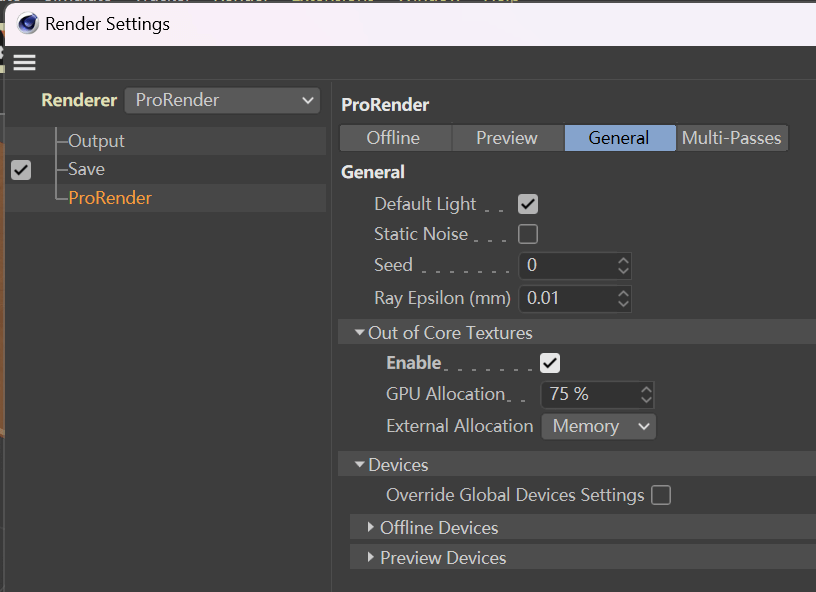 Render Settings
Renderer ProRender
Output
Save
ProRender
ProRender
Offline Preview General Multi-Passes
General
Default Light
Static Noise
Seed 0
Ray Epsilon (mm) 0.01
Out of Core Textures
Enable
GPU Allocation 75 %
External Allocation Memory
Devices
Override Global Devices Settings
Offline Devices
Preview Devices